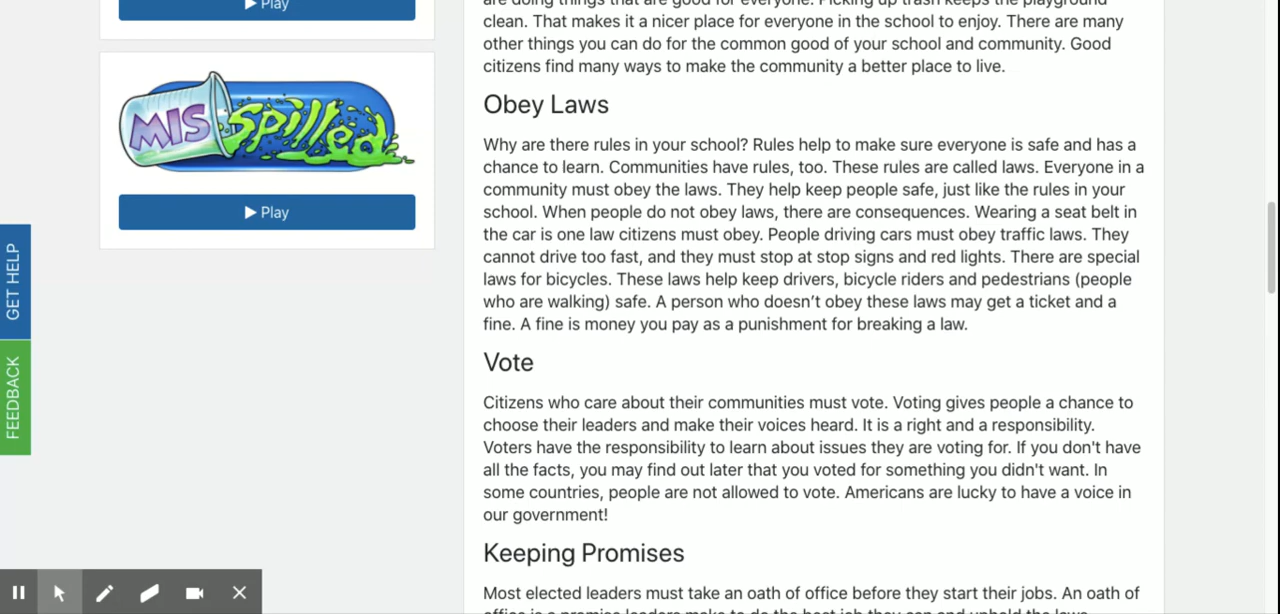 ▶ Play
MIS spilled
▶ Play
GET HELP
FEEDBACK
clean. That makes it a nicer place for everyone in the school to enjoy. There are many
other things you can do for the common good of your school and community. Good
citizens find many ways to make the community a better place to live.
Obey Laws
Why are there rules in your school? Rules help to make sure everyone is safe and has a
chance to learn. Communities have rules, too. These rules are called laws. Everyone in a
community must obey the laws. They help keep people safe, just like the rules in your
school. When people do not obey laws, there are consequences. Wearing a seat belt in
the car is one law citizens must obey. People driving cars must obey traffic laws. They
cannot drive too fast, and they must stop at stop signs and red lights. There are special
laws for bicycles. These laws help keep drivers, bicycle riders and pedestrians (people
who are walking) safe. A person who doesn’t obey these laws may get a ticket and a
fine. A fine is money you pay as a punishment for breaking a law.
Vote
Citizens who care about their communities must vote. Voting gives people a chance to
choose their leaders and make their voices heard. It is a right and a responsibility.
Voters have the responsibility to learn about issues they are voting for. If you don't have
all the facts, you may find out later that you voted for something you didn't want. In
some countries, people are not allowed to vote. Americans are lucky to have a voice in
our government!
Keeping Promises
Most elected leaders must take an oath of office before they start their jobs. An oath of